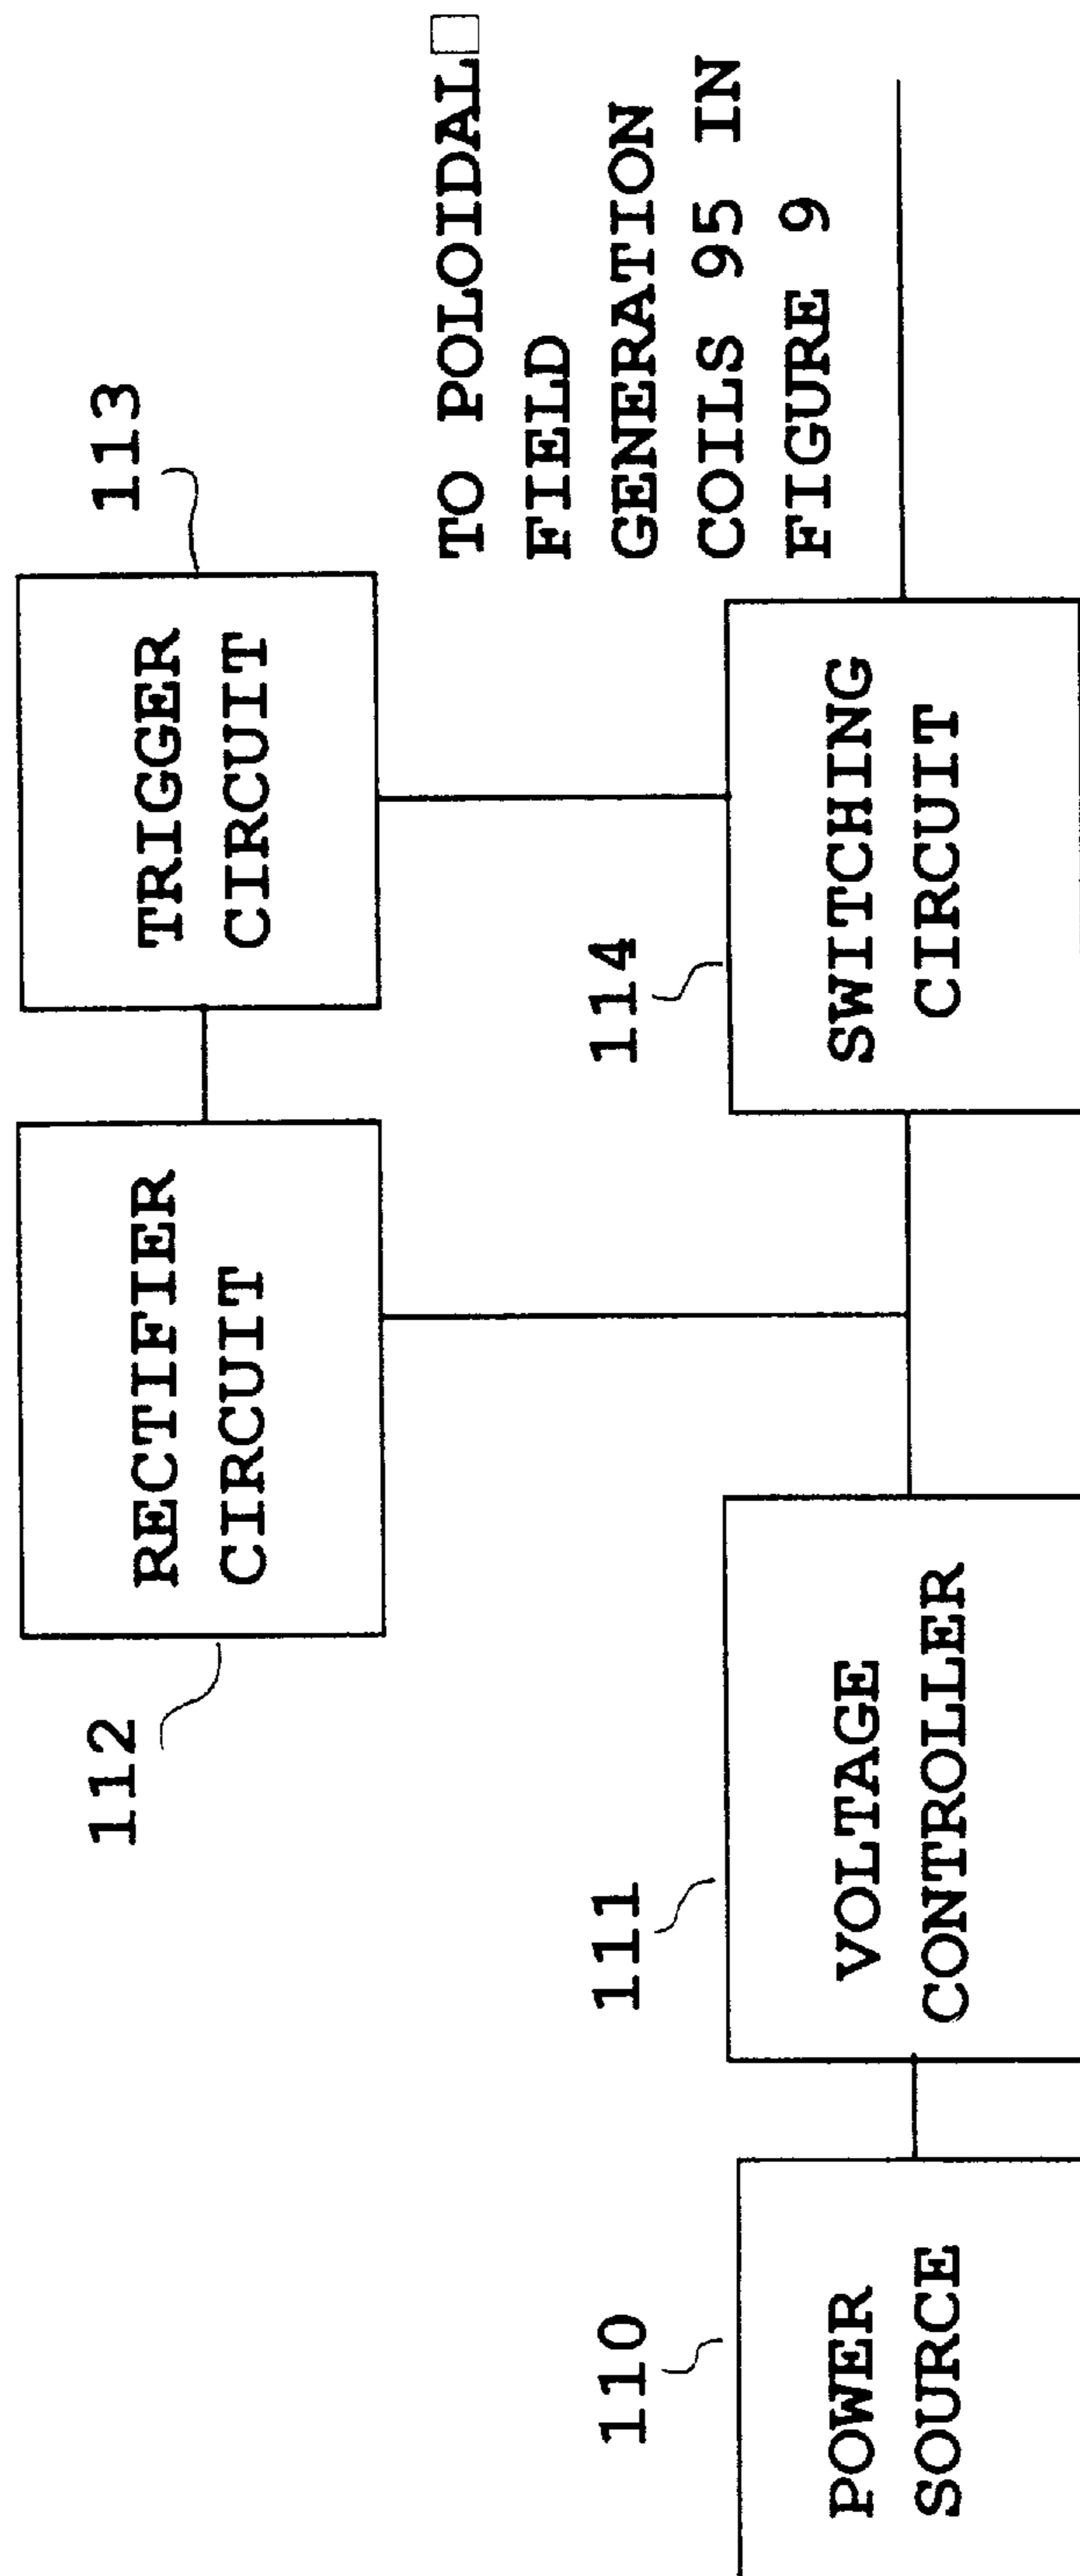 112
RECTIFIER
CIRCUIT
113
TRIGGER
CIRCUIT
TO POLOIDAL
FIELD
GENERATION
COILS 95 IN
FIGURE 9
110
POWER
SOURCE
111
VOLTAGE
CONTROLLER
114
SWITCHING
CIRCUIT